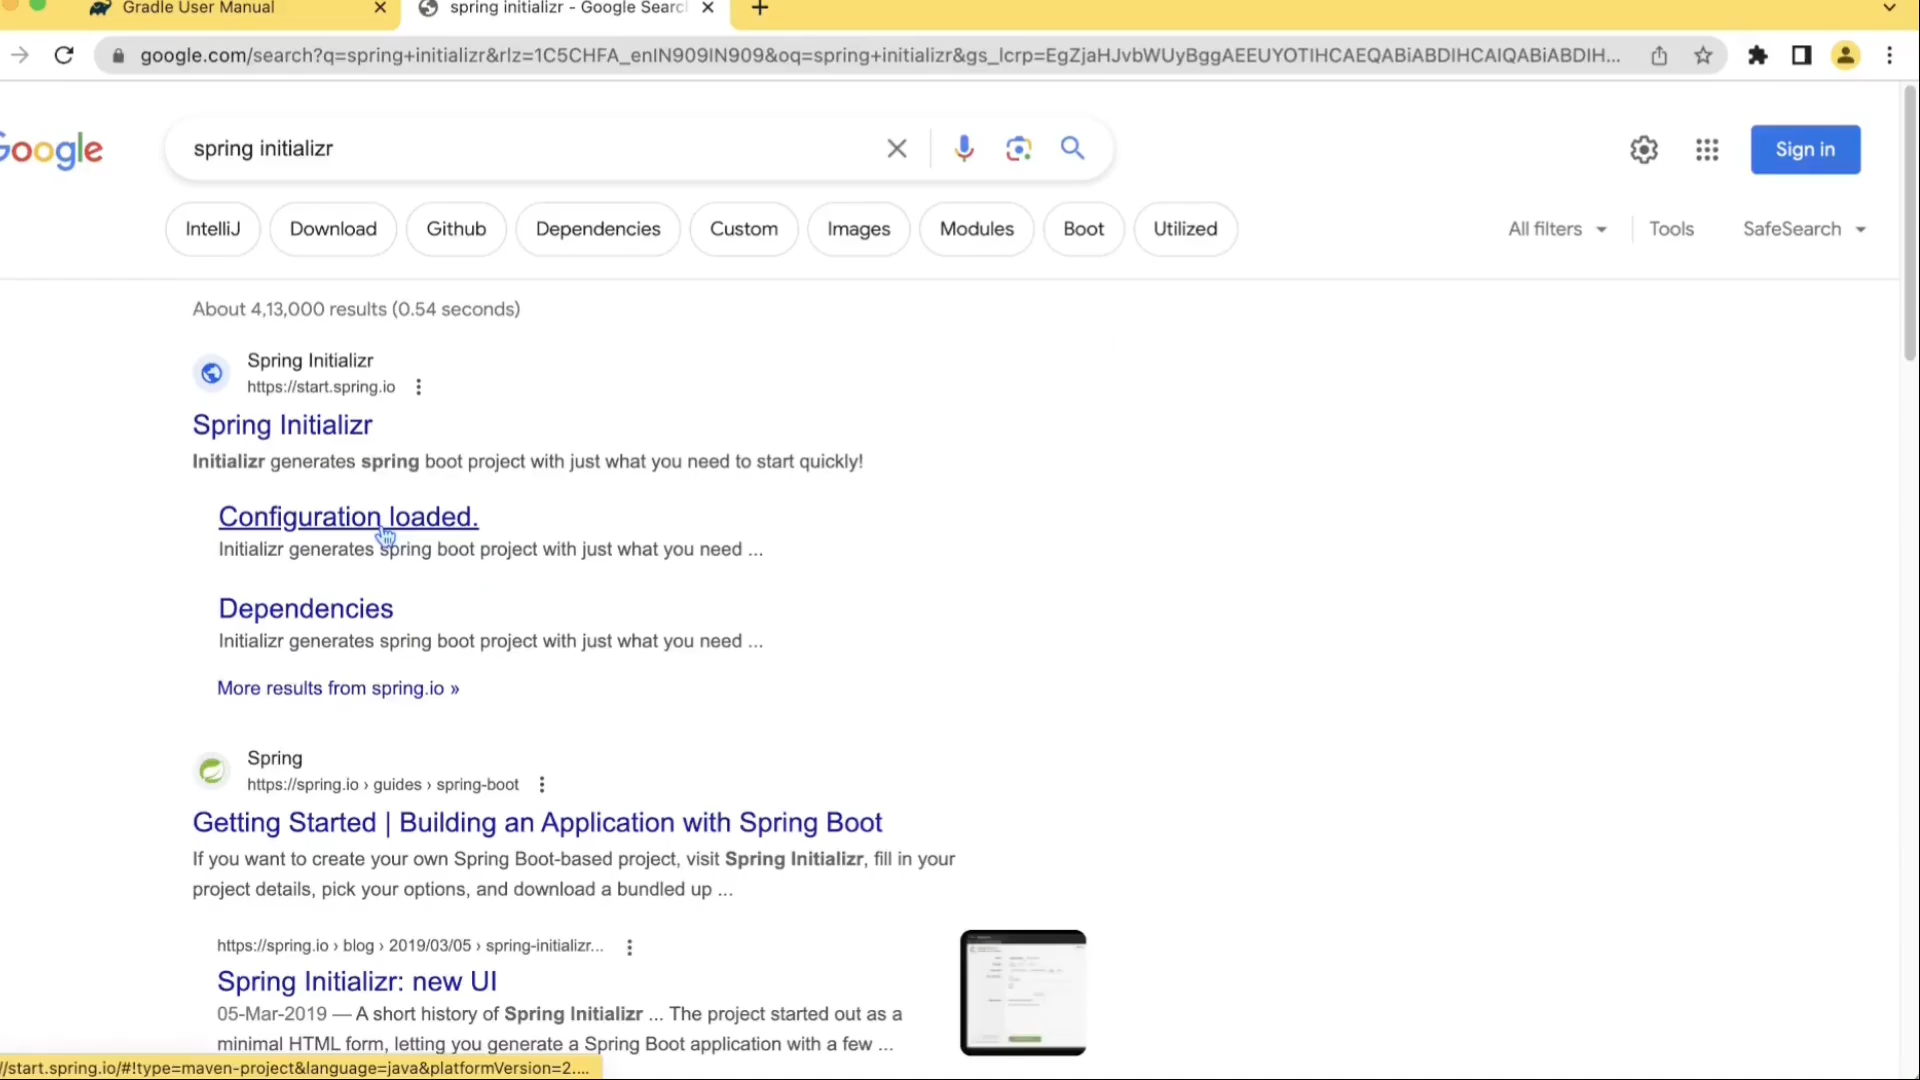 Gradle User Manual
spring initializr - Google Searc
google.com/search?q=spring+initializr&rlz=1C5CHFA_enIN909IN909&oq=spring+initializr&gs_lcrp=EgZjaHJvbWUyBggAEEUYOTIHCAEQABiABDIHCAIQABiABDIH...
Google
spring initializr
Sign in
IntelliJ
Download
Github
Dependencies
Custom
Images
Modules
Boot
Utilized
All filters
Tools
SafeSearch
About 4,13,000 results (0.54 seconds)
Spring Initializr
https://start.spring.io
Spring Initializr
Initializr generates spring boot project with just what you need to start quickly!
Configuration loaded.
Initializr generates spring boot project with just what you need ...
Dependencies
Initializr generates spring boot project with just what you need ...
More results from spring.io »
Spring
https://spring.io › guides › spring-boot
Getting Started | Building an Application with Spring Boot
If you want to create your own Spring Boot-based project, visit Spring Initializr, fill in your
project details, pick your options, and download a bundled up ...
https://spring.io › blog › 2019/03/05 › spring-initializr...
Spring Initializr: new UI
05-Mar-2019 — A short history of Spring Initializr ... The project started out as a
minimal HTML form, letting you generate a Spring Boot application with a few ...
//start.spring.io/#!type=maven-project&language=java&platformVersion=2....